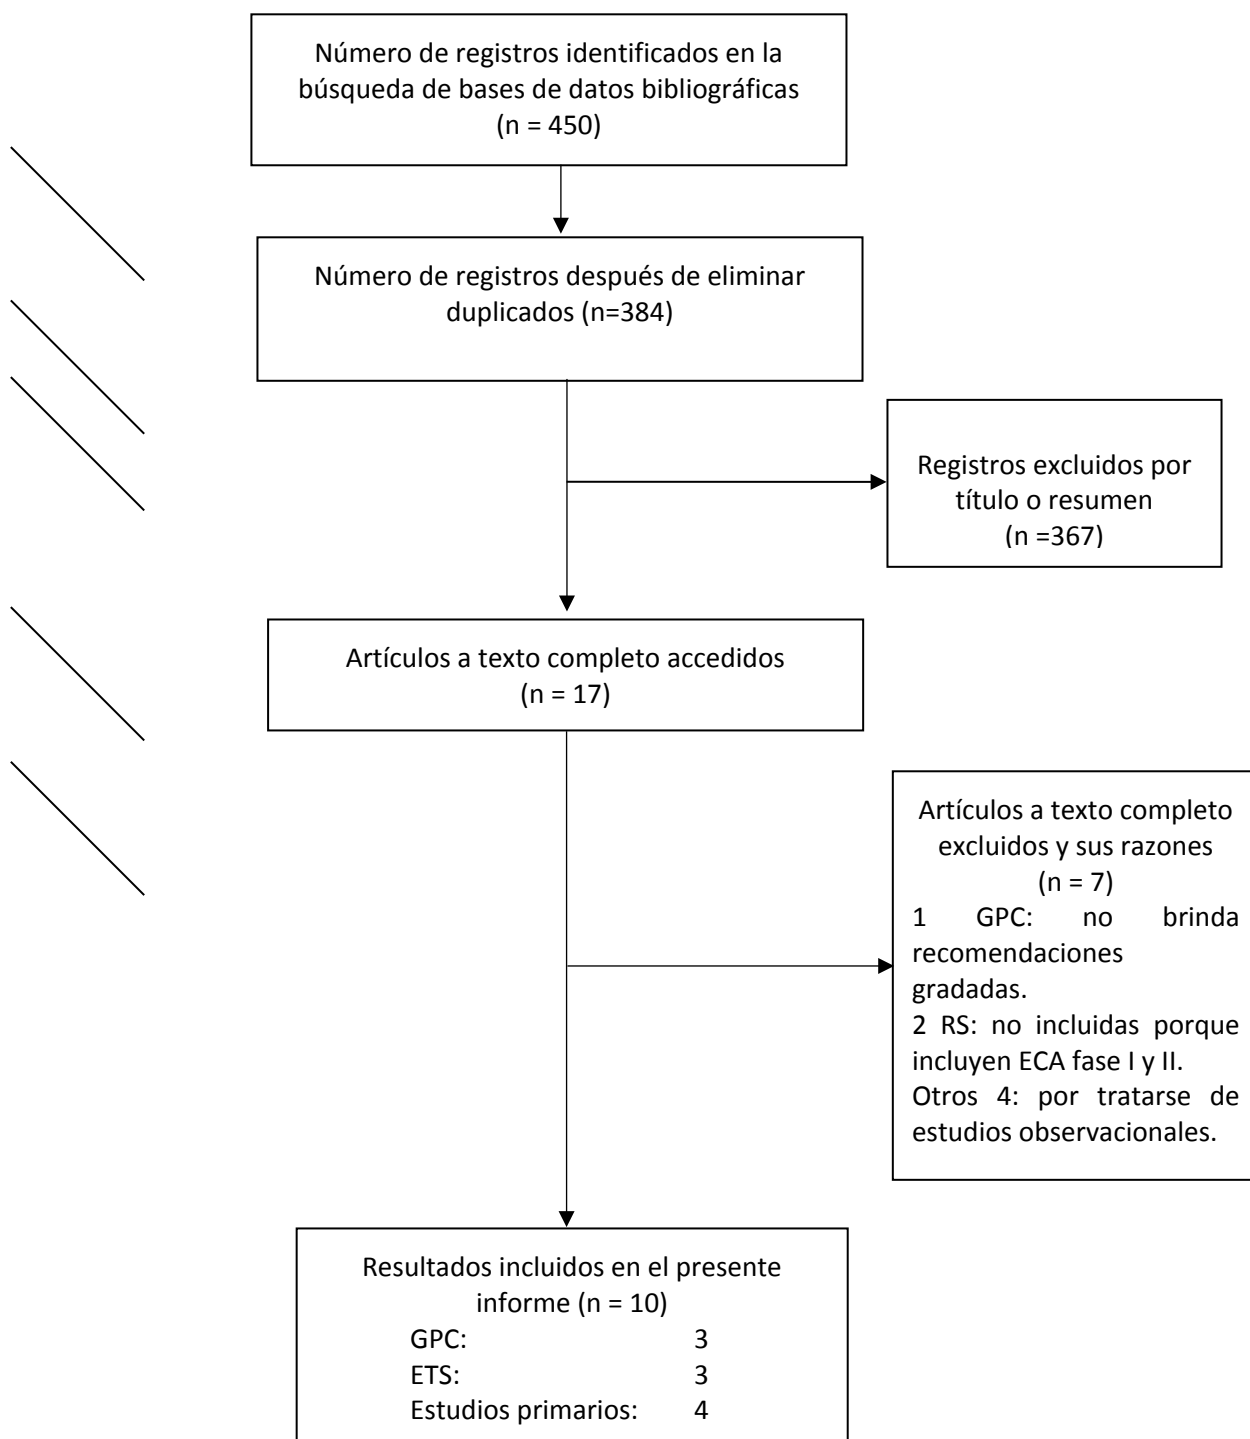 Número de registros identificados en la
búsqueda de bases de datos bibliográficas
(n = 450)
Número de registros después de eliminar
duplicados (n=384)
Registros excluidos por
título o resumen
(n =367)
Artículos a texto completo accedidos
(n = 17)
Artículos a texto completo
excluidos y sus razones
(n = 7)
1 GPC: no brinda
recomendaciones
gradadas.
2 RS: no incluidas porque
incluyen ECA fase I y II.
Otros 4: por tratarse de
estudios observacionales.
Resultados incluidos en el presente
informe (n = 10)
GPC: 3
ETS: 3
Estudios primarios: 4